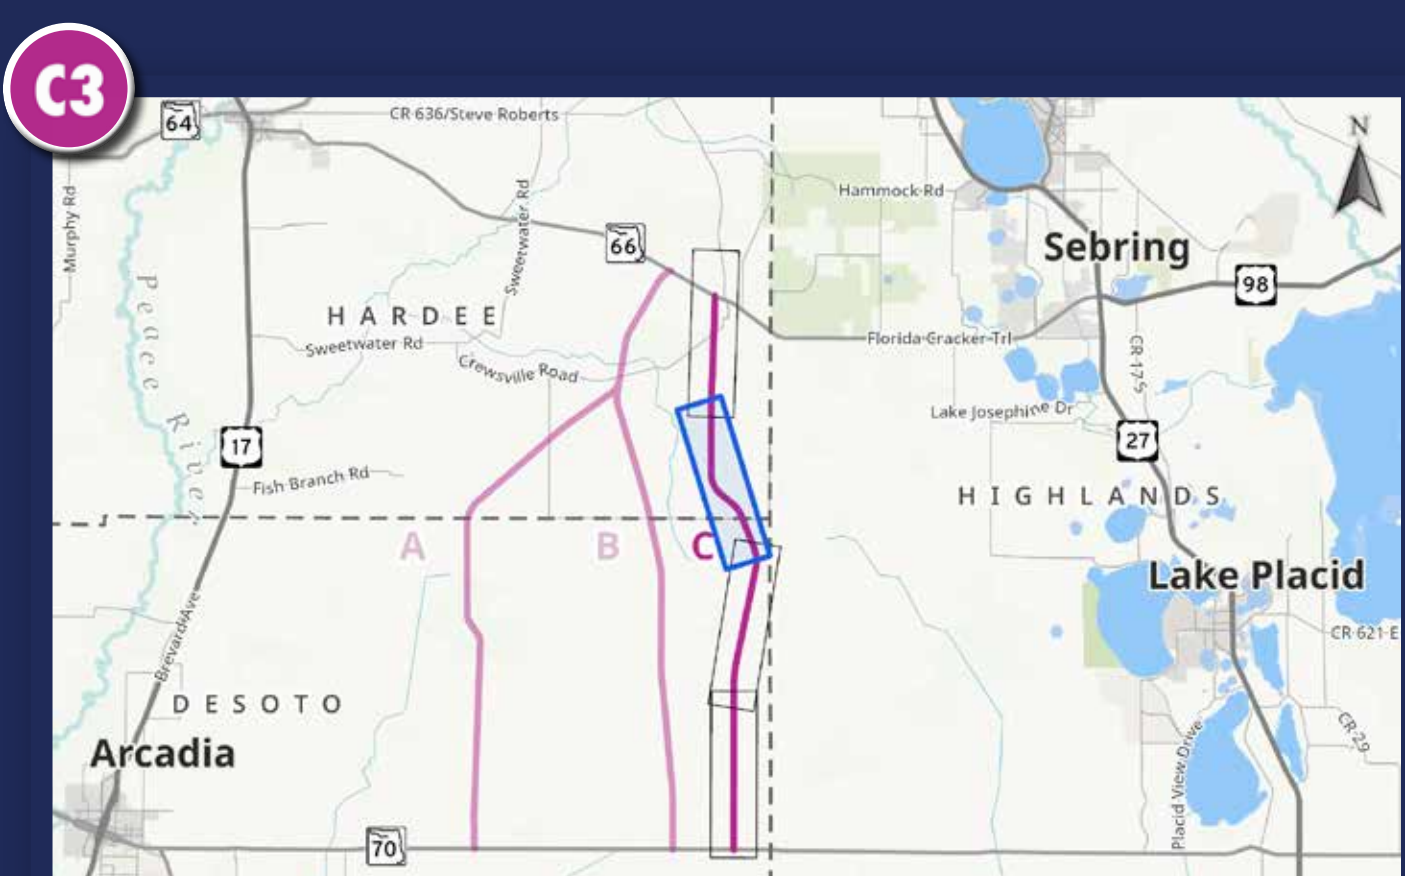 C3
64
CR 636/Steve Roberts
N
Murphy Rd
Sweetwater Rd
Hammock Rd
66
Sebring
98
Peace River
HARDEE
Sweetwater Rd
Crewsville Road
Florida Cracker Trl
CR 17 S
Lake Josephine Dr
17
27
Fish Branch Rd
HIGHLANDS
A
B
C
Lake Placid
Brevard Ave
CR 621 E
DESOTO
Arcadia
Placid View Drive
CR 29
70